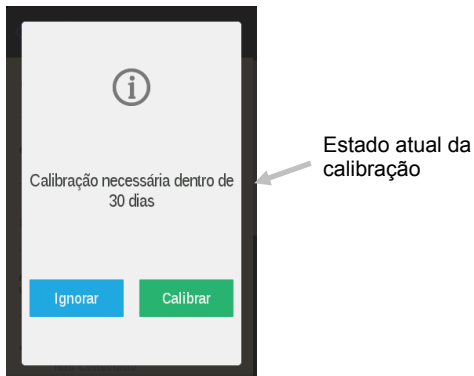 Calibração necessária dentro de
30 dias
Ignorar
Calibrar
Estado atual da
calibração